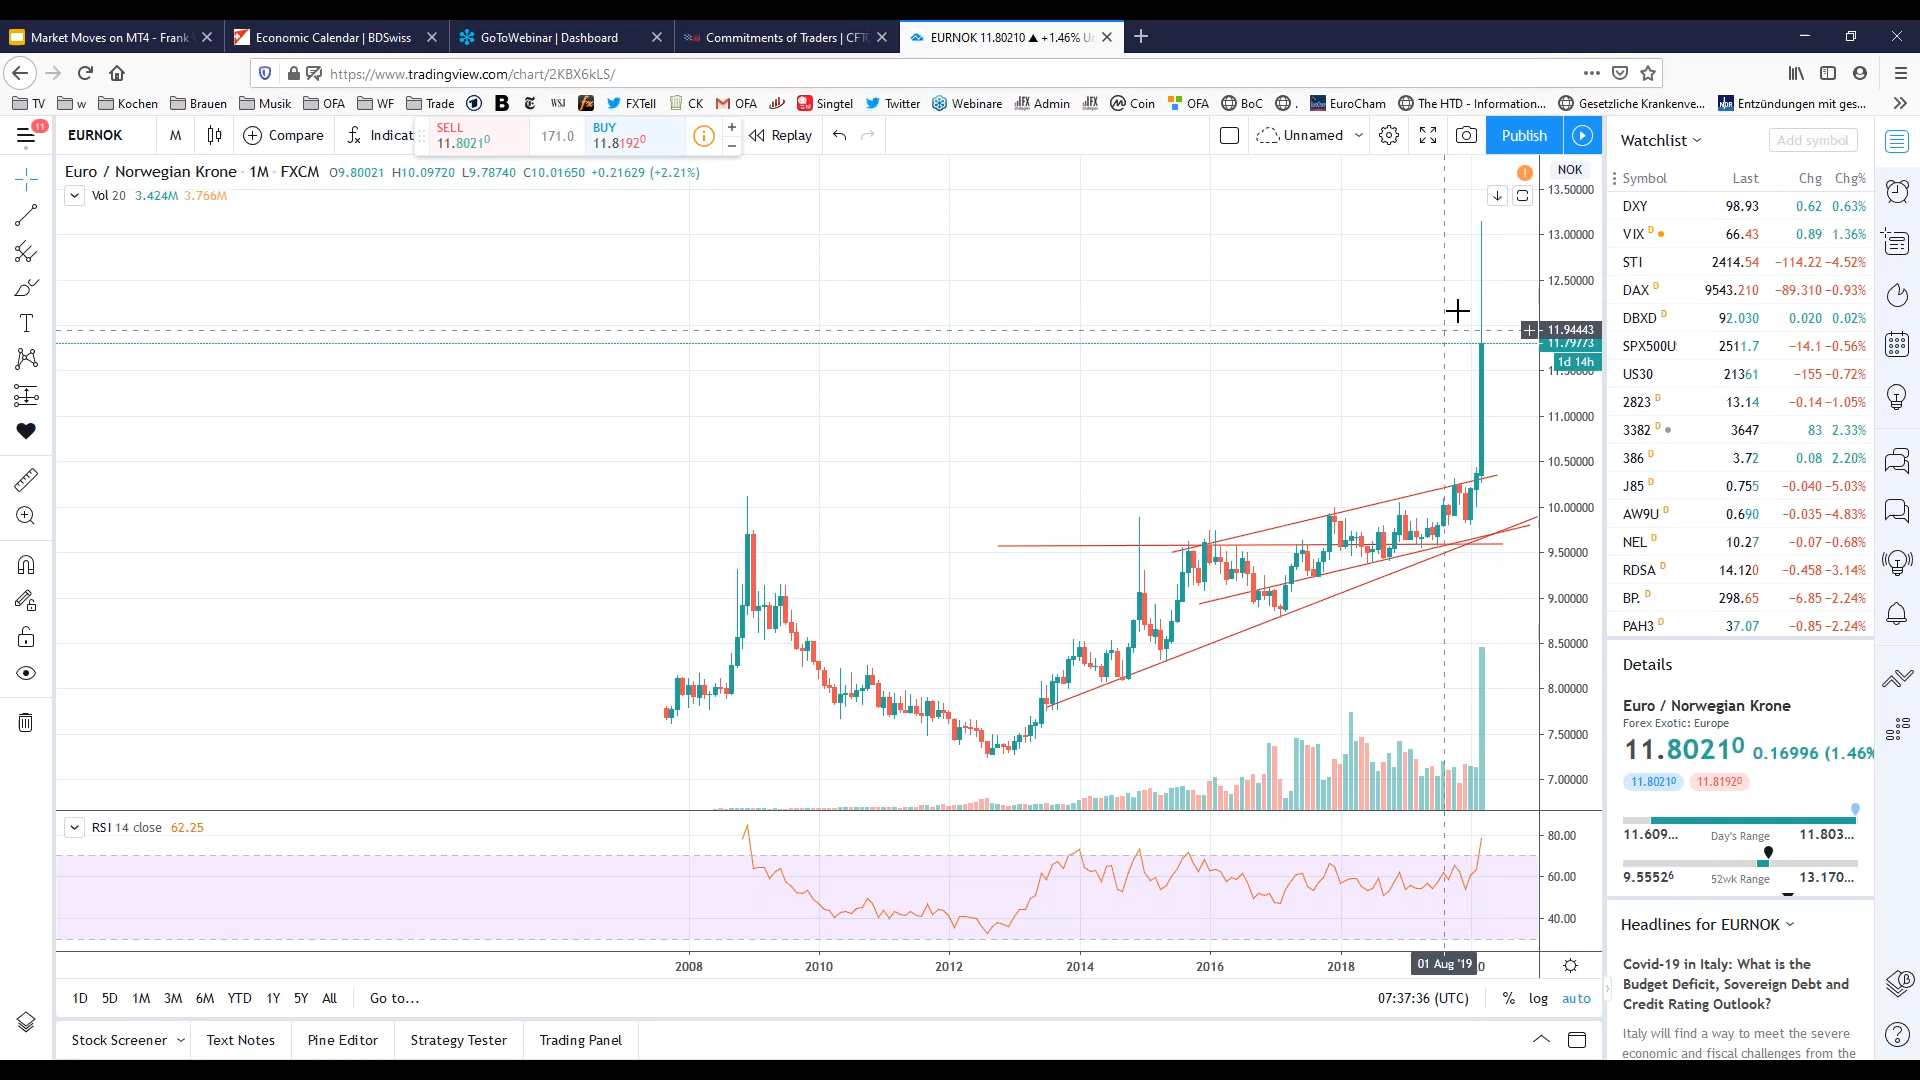 Market Moves on MT4 - Frank
Economic Calendar | BDSwiss
GoToWebinar | Dashboard
Commitments of Traders | CFTC
EURNOK 11.80210 ▲ +1.46% Un
https://www.tradingview.com/chart/2KBX6kLS/
TV
w
Kochen
Brauen
Musik
OFA
WF
Trade
B
WSJ
fx
FXTell
CK
OFA
Singtel
Twitter
Webinare
Admin
Coin
OFA
BoC
.
EuroCham
The HTD - Information...
Gesetzliche Krankenve...
Entzündungen mit ges...
11
EURNOK
M
Compare
Indicat
SELL
11.80210
171.0
BUY
11.81920
Replay
Unnamed
Publish
Euro / Norwegian Krone · 1M · FXCM O9.80021 H10.09720 L9.78740 C10.01650 +0.21629 (+2.21%)
Vol 20 3.424M 3.766M
NOK
13.50000
13.00000
12.50000
11.94443
11.79773
1d 14h
11.50000
11.00000
10.50000
10.00000
9.50000
9.00000
8.50000
8.00000
7.50000
7.00000
RSI 14 close 62.25
80.00
60.00
40.00
2008
2010
2012
2014
2016
2018
01 Aug '19
0
1D 5D 1M 3M 6M YTD 1Y 5Y All Go to...
07:37:36 (UTC) % log auto
Stock Screener
Text Notes
Pine Editor
Strategy Tester
Trading Panel
Watchlist
Add symbol
Symbol Last Chg Chg%
DXY 98.93 0.62 0.63%
VIX D 66.43 0.89 1.36%
STI 2414.54 -114.22 -4.52%
DAX D 9543.210 -89.310 -0.93%
DBXD D 92.030 0.020 0.02%
SPX500U 2511.7 -14.1 -0.56%
US30 21361 -155 -0.72%
2823 D 13.14 -0.14 -1.05%
3382 D 3647 83 2.33%
386 D 3.72 0.08 2.20%
J85 D 0.755 -0.040 -5.03%
AW9U D 0.690 -0.035 -4.83%
NEL D 10.27 -0.07 -0.68%
RDSA D 14.120 -0.458 -3.14%
BP. D 298.65 -6.85 -2.24%
PAH3 D 37.07 -0.85 -2.24%
Details
Euro / Norwegian Krone
Forex Exotic: Europe
11.80210 0.16996 (1.46%
11.80210 11.81920
11.609... Day's Range 11.803...
9.55526 52wk Range 13.170...
Headlines for EURNOK
Covid-19 in Italy: What is the
Budget Deficit, Sovereign Debt and
Credit Rating Outlook?
Italy will find a way to meet the severe
economic and fiscal challenges from the